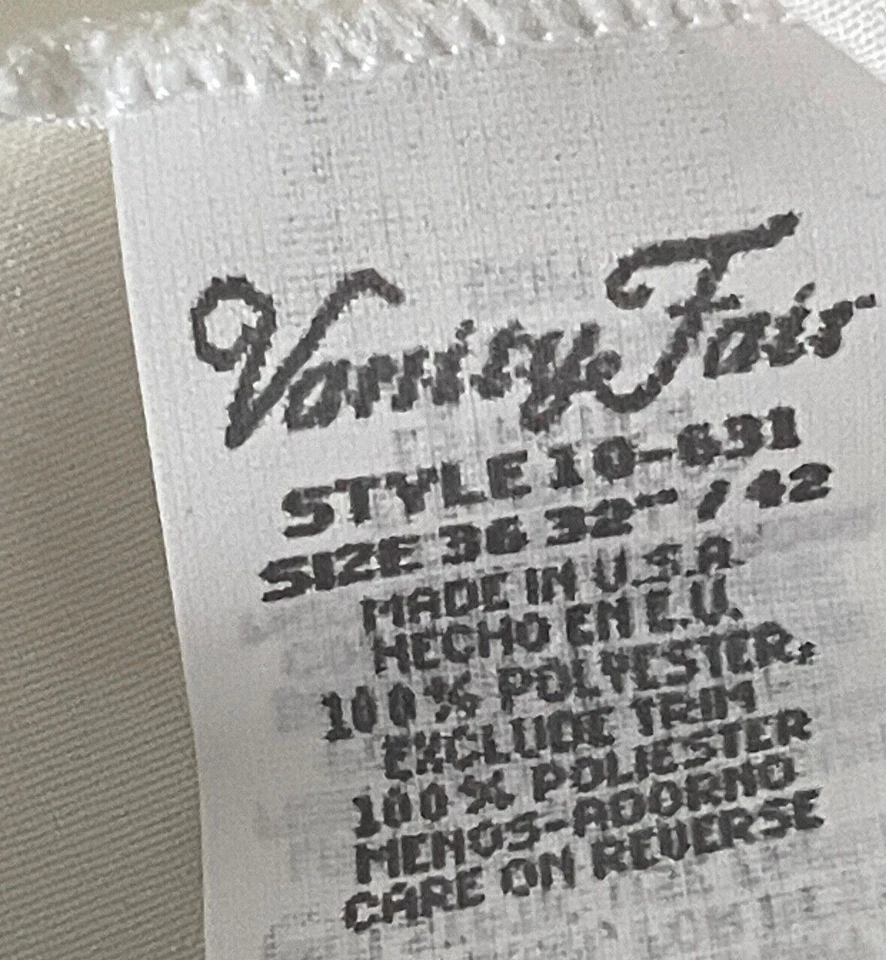 Vanity Fair
STYLE 10-631
SIZE 36 32" / 42
MADE IN U.S.A.
HECHO EN E.U.
100% POLYESTER,
EXCLUDE TRIM
100% POLIESTER
MENOS-ADORNO
CARE ON REVERSE